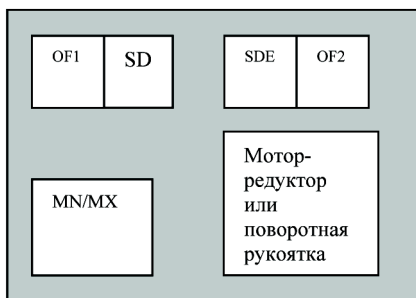 OF1 SD SDE OF2
MN/MX
Мотор-
редуктор
или
поворотная
рукоятка